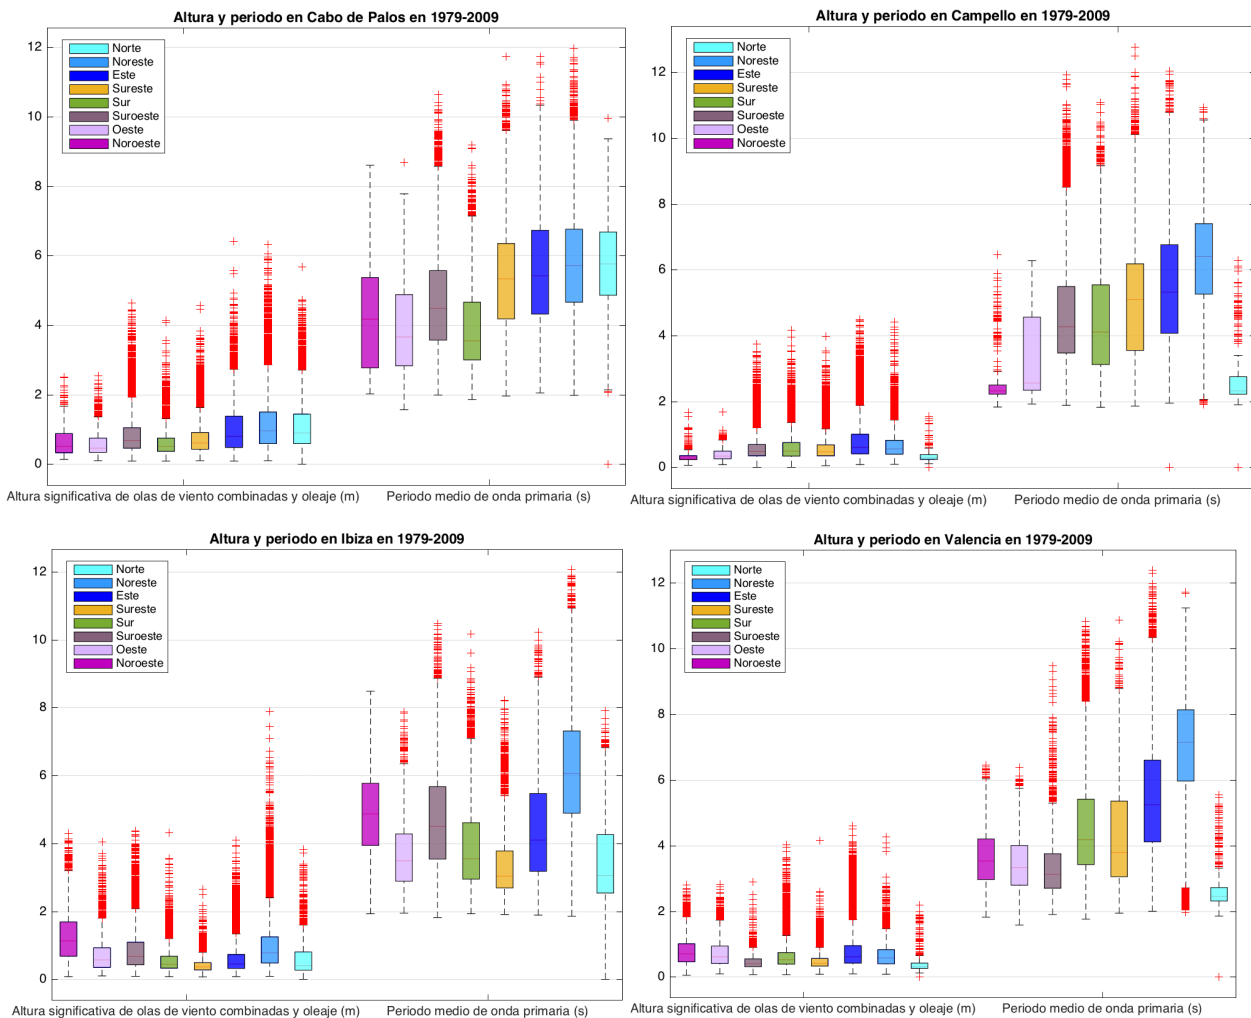 Altura y periodo en Cabo de Palos en 1979-2009
12
10
8
6
4
2
0
Norte
Noreste
Este
Sureste
Sur
Suroeste
Oeste
Noroeste
Altura significativa de olas de viento combinadas y oleaje (m)
Periodo medio de onda primaria (s)
Altura y periodo en Campello en 1979-2009
12
10
8
6
4
2
0
Norte
Noreste
Este
Sureste
Sur
Suroeste
Oeste
Noroeste
Altura significativa de olas de viento combinadas y oleaje (m)
Periodo medio de onda primaria (s)
Altura y periodo en Ibiza en 1979-2009
12
10
8
6
4
2
0
Norte
Noreste
Este
Sureste
Sur
Suroeste
Oeste
Noroeste
Altura significativa de olas de viento combinadas y oleaje (m)
Periodo medio de onda primaria (s)
Altura y periodo en Valencia en 1979-2009
12
10
8
6
4
2
0
Norte
Noreste
Este
Sureste
Sur
Suroeste
Oeste
Noroeste
Altura significativa de olas de viento combinadas y oleaje (m)
Periodo medio de onda primaria (s)